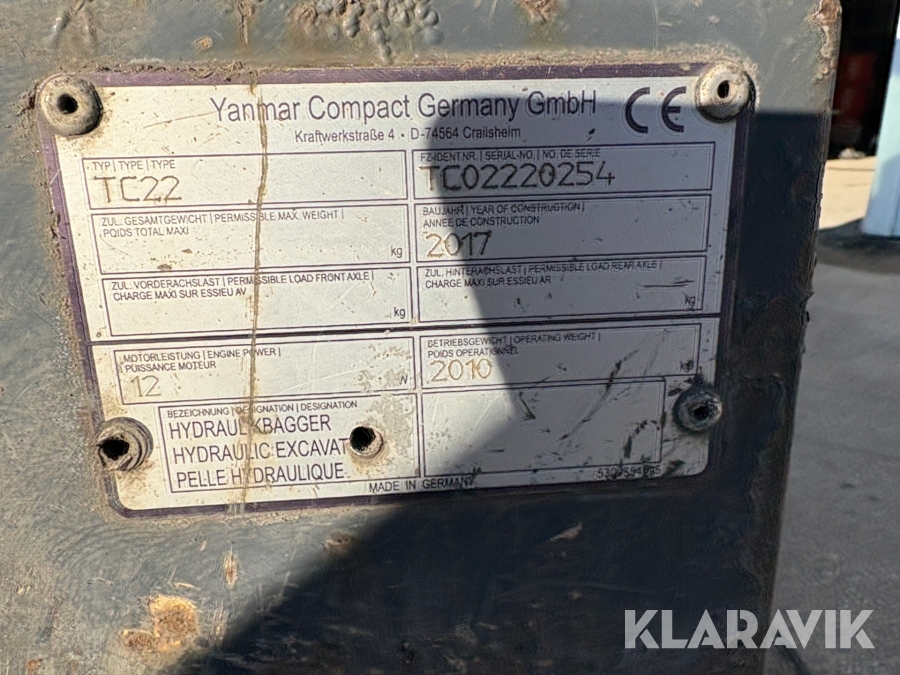 Yanmar Compact Germany GmbH CE
Kraftwerkstraße 4 • D-74564 Crailsheim
TYP | TYPE | TYPE
TC22
FZ-IDENT NR. | SERIAL-NO. | NO. DE SERIE
TC02220254
ZUL. GESAMTGEWICHT | PERMISSIBLE MAX. WEIGHT |
POIDS TOTAL MAXI
kg
BAUJAHR | YEAR OF CONSTRUCTION |
ANNEE DE CONSTRUCTION
2017
ZUL. VORDERACHSLAST | PERMISSIBLE LOAD FRONT AXLE |
CHARGE MAXI SUR ESSIEU AV
kg
ZUL. HINTERACHSLAST | PERMISSIBLE LOAD REAR AXLE |
CHARGE MAXI SUR ESSIEU AR
kg
MOTORLEISTUNG | ENGINE POWER |
PUISSANCE MOTEUR
12
BETRIEBSGEWICHT | OPERATING WEIGHT |
POIDS OPERATIONNEL
2010
kg
BEZEICHNUNG | DESIGNATION | DESIGNATION
HYDRAULIKBAGGER
HYDRAULIC EXCAVAT
PELLE HYDRAULIQUE
MADE IN GERMANY
KLARAVIK